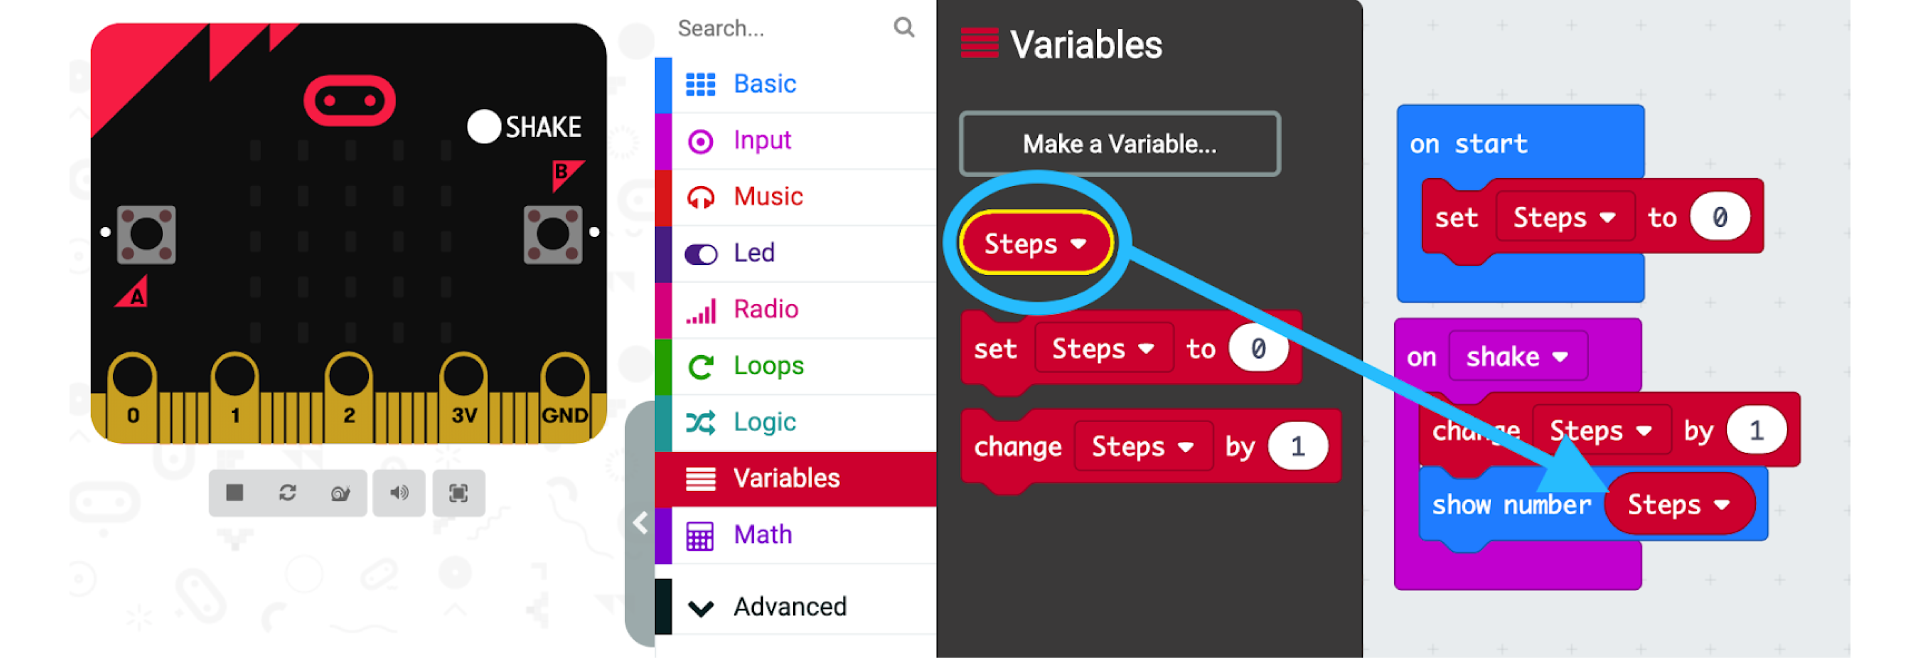 SHAKE
B
A
0 1 2 3V GND
Search...
Basic
Input
Music
Led
Radio
Loops
Logic
Variables
Math
Advanced
Variables
Make a Variable...
Steps
set Steps to 0
change Steps by 1
on start
set Steps to 0
on shake
change Steps by 1
show number Steps